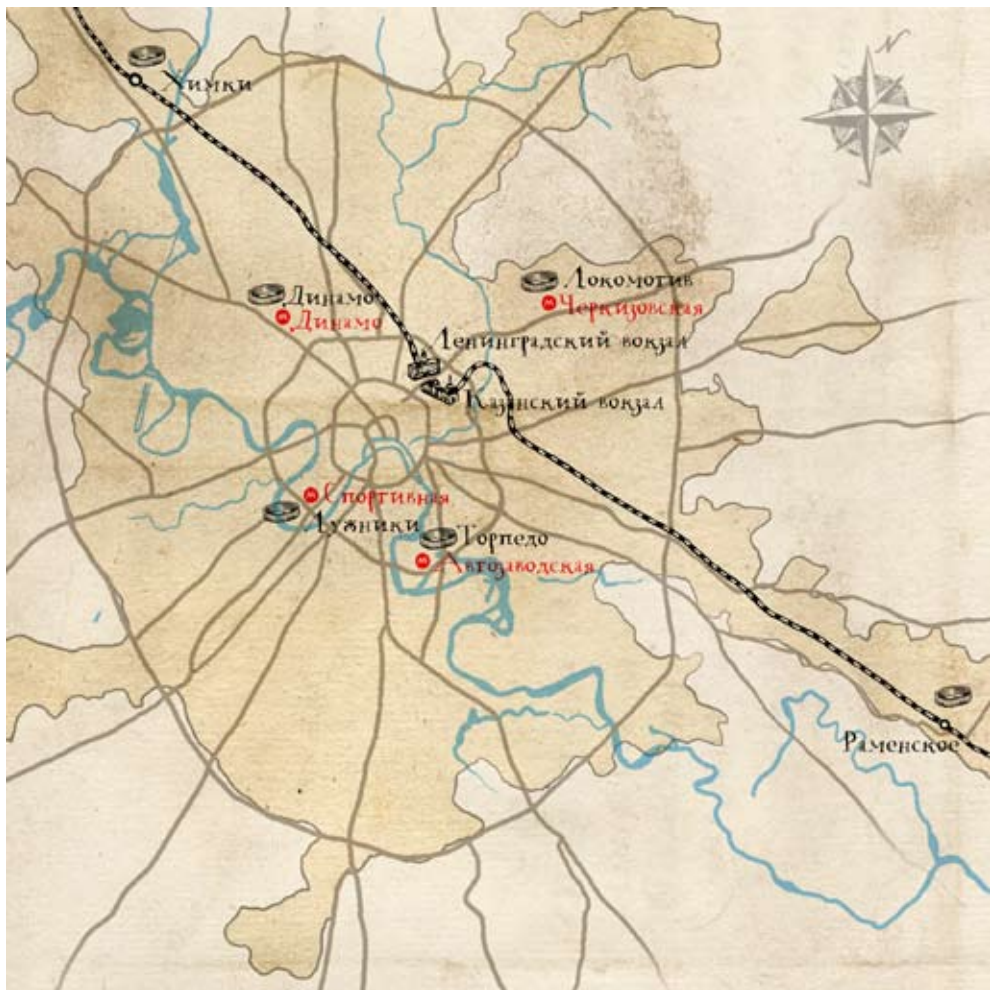 N
Химки
Локомотив
Динамо
Черкизовская
Динамо
Ленинградский вокзал
Казанский вокзал
Спортивная
Лужники
Торпедо
Автозаводская
Раменское